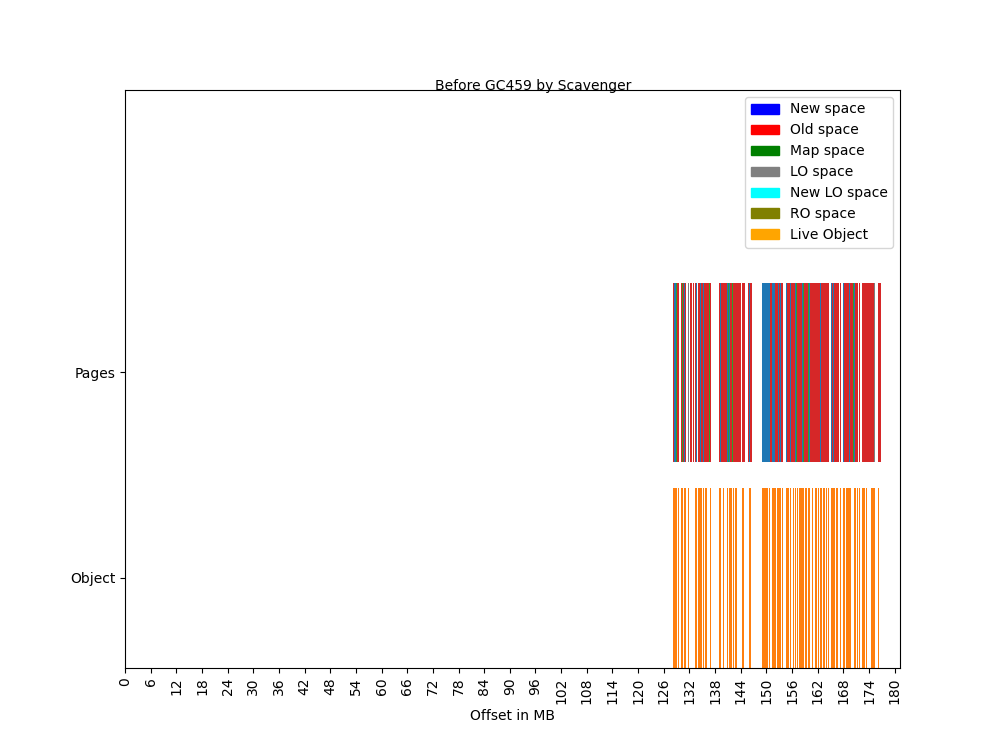 Before GC459 by Scavenger
New space
Old space
Map space
LO space
New LO space
RO space
Live Object
Pages
Object
0 6 12 18 24 30 36 42 48 54 60 66 72 78 84 90 96 102 108 114 120 126 132 138 144 150 156 162 168 174 180
Offset in MB